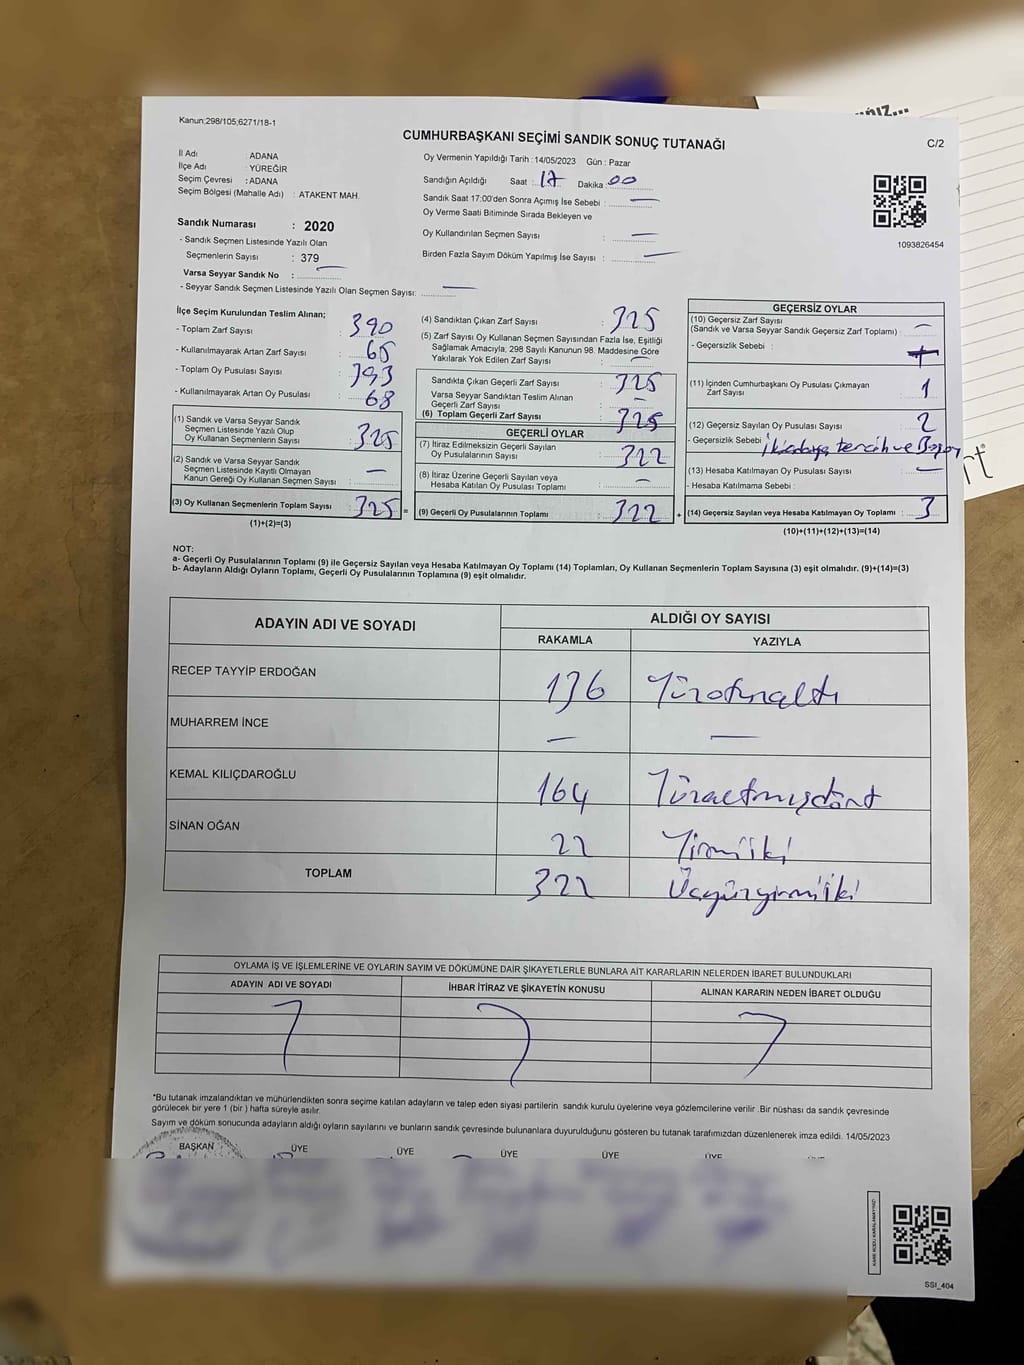 Kanun;298/105;6271/18-1
CUMHURBAŞKANI SEÇİMİ SANDIK SONUÇ TUTANAĞI
C/2
İl Adı : ADANA
İlçe Adı : YÜREĞİR
Seçim Çevresi : ADANA
Seçim Bölgesi (Mahalle Adı) : ATAKENT MAH.
Oy Vermenin Yapıldığı Tarih : 14/05/2023 Gün : Pazar
Sandığın Açıldığı Saat : 17 Dakika : 00
Sandık Saat 17:00'den Sonra Açımış İse Sebebi : —
Oy Verme Saati Bitiminde Sırada Bekleyen ve
Oy Kullandırılan Seçmen Sayısı : —
Birden Fazla Sayım Döküm Yapılmış İse Sayısı : —
1093826454
Sandık Numarası : 2020
- Sandık Seçmen Listesinde Yazılı Olan
Seçmenlerin Sayısı : 379
Varsa Seyyar Sandık No : —
- Seyyar Sandık Seçmen Listesinde Yazılı Olan Seçmen Sayısı: —
İlçe Seçim Kurulundan Teslim Alınan;
- Toplam Zarf Sayısı : 390
- Kullanılmayarak Artan Zarf Sayısı : 65
- Toplam Oy Pusulası Sayısı : 393
- Kullanılmayarak Artan Oy Pusulası : 68
(1) Sandık ve Varsa Seyyar Sandık
Seçmen Listesinde Yazılı Olup
Oy Kullanan Seçmenlerin Sayısı : 325
(2) Sandık ve Varsa Seyyar Sandık
Seçmen Listesinde Kayıtlı Olmayan
Kanun Gereği Oy Kullanan Seçmen Sayısı : —
(3) Oy Kullanan Seçmenlerin Toplam Sayısı : 325 =
(1)+(2)=(3)
(4) Sandıktan Çıkan Zarf Sayısı : 325
(5) Zarf Sayısı Oy Kullanan Seçmen Sayısından Fazla İse, Eşitliği
Sağlamak Amacıyla, 298 Sayılı Kanunun 98. Maddesine Göre
Yakılarak Yok Edilen Zarf Sayısı : —
Sandıkta Çıkan Geçerli Zarf Sayısı : 325
Varsa Seyyar Sandıktan Teslim Alınan
Geçerli Zarf Sayısı : —
(6) Toplam Geçerli Zarf Sayısı : 325
GEÇERLİ OYLAR
(7) İtiraz Edilmeksizin Geçerli Sayılan
Oy Pusulalarının Sayısı : 322
(8) İtiraz Üzerine Geçerli Sayılan veya
Hesaba Katılan Oy Pusulası Toplamı : —
(9) Geçerli Oy Pusulalarının Toplamı : 322 +
GEÇERSİZ OYLAR
(10) Geçersiz Zarf Sayısı
(Sandık ve Varsa Seyyar Sandık Geçersiz Zarf Toplamı) : —
- Geçersizlik Sebebi :
(11) İçinden Cumhurbaşkanı Oy Pusulası Çıkmayan
Zarf Sayısı : 1
(12) Geçersiz Sayılan Oy Pusulası Sayısı : 2
- Geçersizlik Sebebi tercih ve
(13) Hesaba Katılmayan Oy Pusulası Sayısı : —
- Hesaba Katılmama Sebebi :
(14) Geçersiz Sayılan veya Hesaba Katılmayan Oy Toplamı : 3
(10)+(11)+(12)+(13)=(14)
NOT:
a- Geçerli Oy Pusulalarının Toplamı (9) ile Geçersiz Sayılan veya Hesaba Katılmayan Oy Toplamı (14) Toplamları, Oy Kullanan Seçmenlerin Toplam Sayısına (3) eşit olmalıdır. (9)+(14)=(3)
b- Adayların Aldığı Oyların Toplamı, Geçerli Oy Pusulalarının Toplamına (9) eşit olmalıdır.
ADAYIN ADI VE SOYADI
ALDIĞI OY SAYISI
RAKAMLA YAZIYLA
RECEP TAYYİP ERDOĞAN 136 Yüzotuzaltı
MUHARREM İNCE — —
KEMAL KILIÇDAROĞLU 164 Yüzaltmışdört
SİNAN OĞAN 22 Yirmiiki
TOPLAM 322 Üçyüzyirmiiki
OYLAMA İŞ VE İŞLEMLERİNE VE OYLARIN SAYIM VE DÖKÜMÜNE DAİR ŞİKAYETLERLE BUNLARA AİT KARARLARIN NELERDEN İBARET BULUNDUKLARI
ADAYIN ADI VE SOYADI İHBAR İTİRAZ VE ŞİKAYETİN KONUSU ALINAN KARARIN NEDEN İBARET OLDUĞU
*Bu tutanak imzalandıktan ve mühürlendikten sonra seçime katılan adayların ve talep eden siyasi partilerin sandık kurulu üyelerine veya gözlemcilerine verilir .Bir nüshası da sandık çevresinde
görülecek bir yere 1 (bir ) hafta süreyle asılır.
Sayım ve döküm sonucunda adayların aldığı oyların sayılarını ve bunların sandık çevresinde bulunanlara duyurulduğunu gösteren bu tutanak tarafımızdan düzenlenerek imza edildi. 14/05/2023
BAŞKAN ÜYE ÜYE ÜYE ÜYE ÜYE
SSI_404